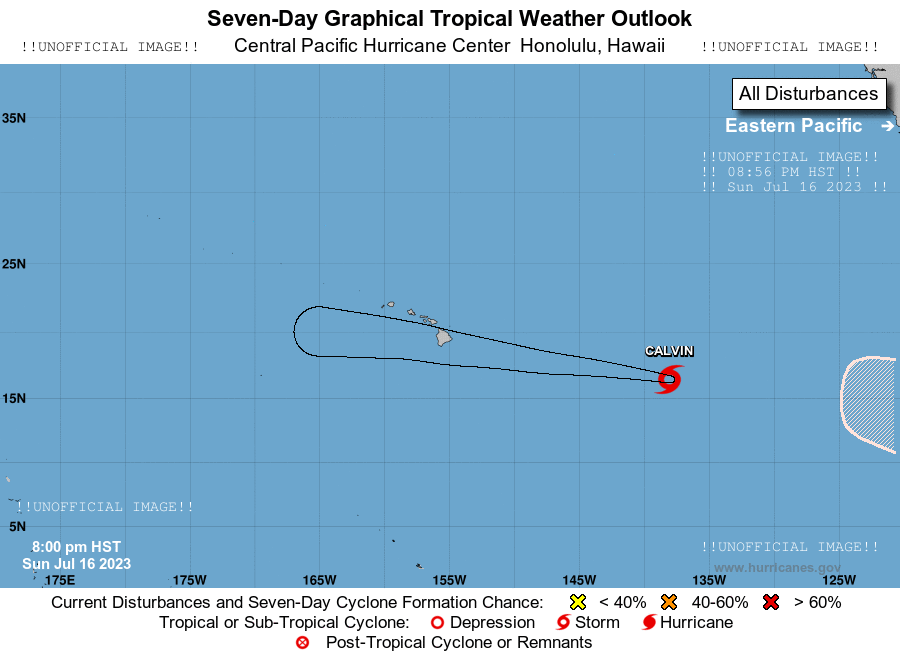 Seven-Day Graphical Tropical Weather Outlook
!!UNOFFICIAL IMAGE!! Central Pacific Hurricane Center Honolulu, Hawaii !!UNOFFICIAL IMAGE!!
All Disturbances
35N
Eastern Pacific →
!!UNOFFICIAL IMAGE!!
!! 08:56 PM HST !!
!! Sun Jul 16 2023 !!
25N
CALVIN
15N
!!UNOFFICIAL IMAGE!!
5N
8:00 pm HST
Sun Jul 16 2023
!!UNOFFICIAL IMAGE!!
www.hurricanes.gov
175E 175W 165W 155W 145W 135W 125W
Current Disturbances and Seven-Day Cyclone Formation Chance: < 40% 40-60% > 60%
Tropical or Sub-Tropical Cyclone: Depression Storm Hurricane
Post-Tropical Cyclone or Remnants